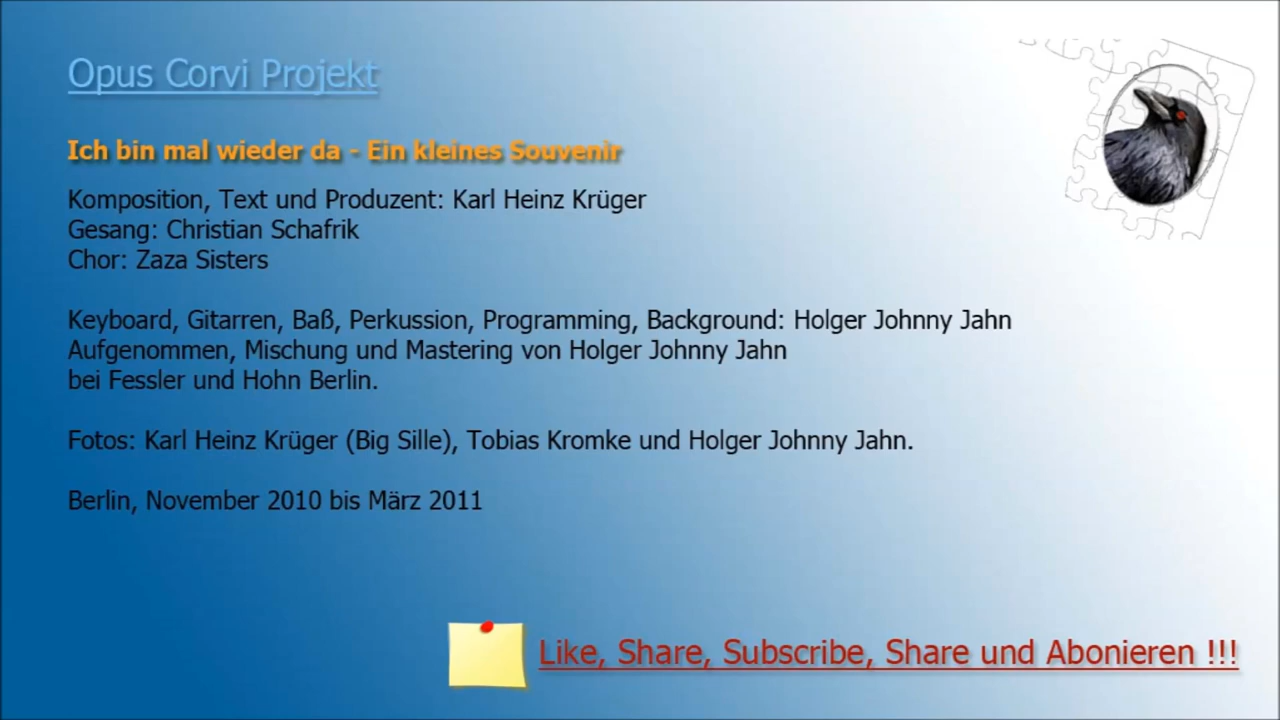 Opus Corvi Projekt
Ich bin mal wieder da - Ein kleines Souvenir
Komposition, Text und Produzent: Karl Heinz Krüger
Gesang: Christian Schafrik
Chor: Zaza Sisters
Keyboard, Gitarren, Baß, Perkussion, Programming, Background: Holger Johnny Jahn
Aufgenommen, Mischung und Mastering von Holger Johnny Jahn
bei Fessler und Hohn Berlin.
Fotos: Karl Heinz Krüger (Big Sille), Tobias Kromke und Holger Johnny Jahn.
Berlin, November 2010 bis März 2011
Like, Share, Subscribe, Share und Abonieren !!!